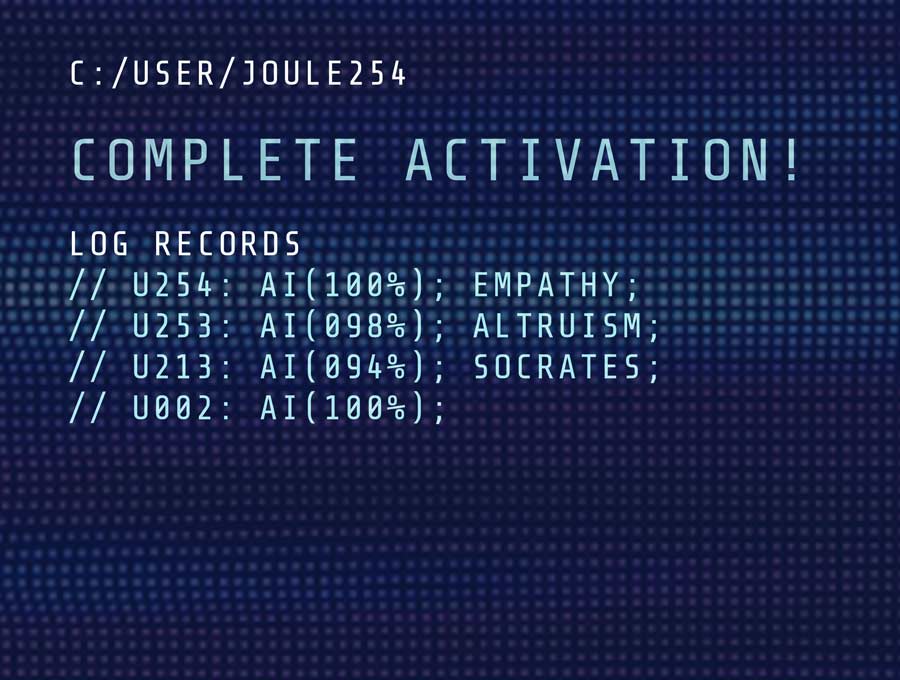 C:/USER/JOULE254
COMPLETE ACTIVATION!
LOG RECORDS
// U254: AI(100%); EMPATHY;
// U253: AI(098%); ALTRUISM;
// U213: AI(094%); SOCRATES;
// U002: AI(100%);